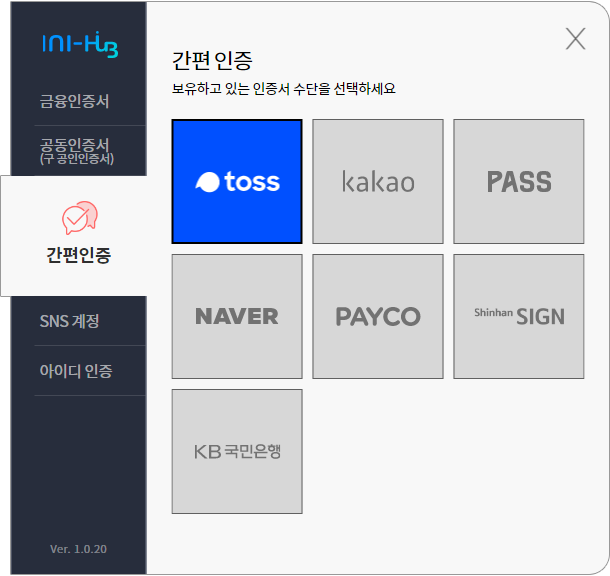 INI-HUB
금융인증서
공동인증서
(구 공인인증서)
간편인증
SNS 계정
아이디 인증
Ver. 1.0.20
간편 인증
보유하고 있는 인증서 수단을 선택하세요
toss
kakao
PASS
NAVER
PAYCO
Shinhan SIGN
KB 국민은행